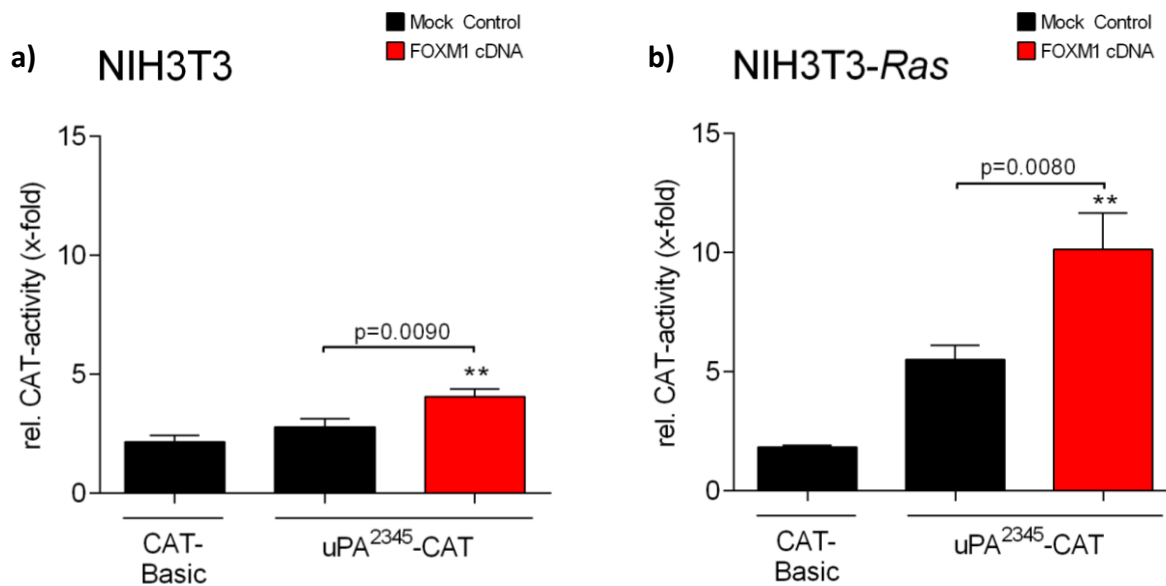 Mock Control
FOXM1 cDNA
a) NIH3T3
rel. CAT-activity (x-fold)
15
10
5
0
p=0.0090
**
CAT-
Basic
uPA²³⁴⁵-CAT
Mock Control
FOXM1 cDNA
b) NIH3T3-Ras
rel. CAT-activity (x-fold)
15
10
5
0
p=0.0080
**
CAT-
Basic
uPA²³⁴⁵-CAT